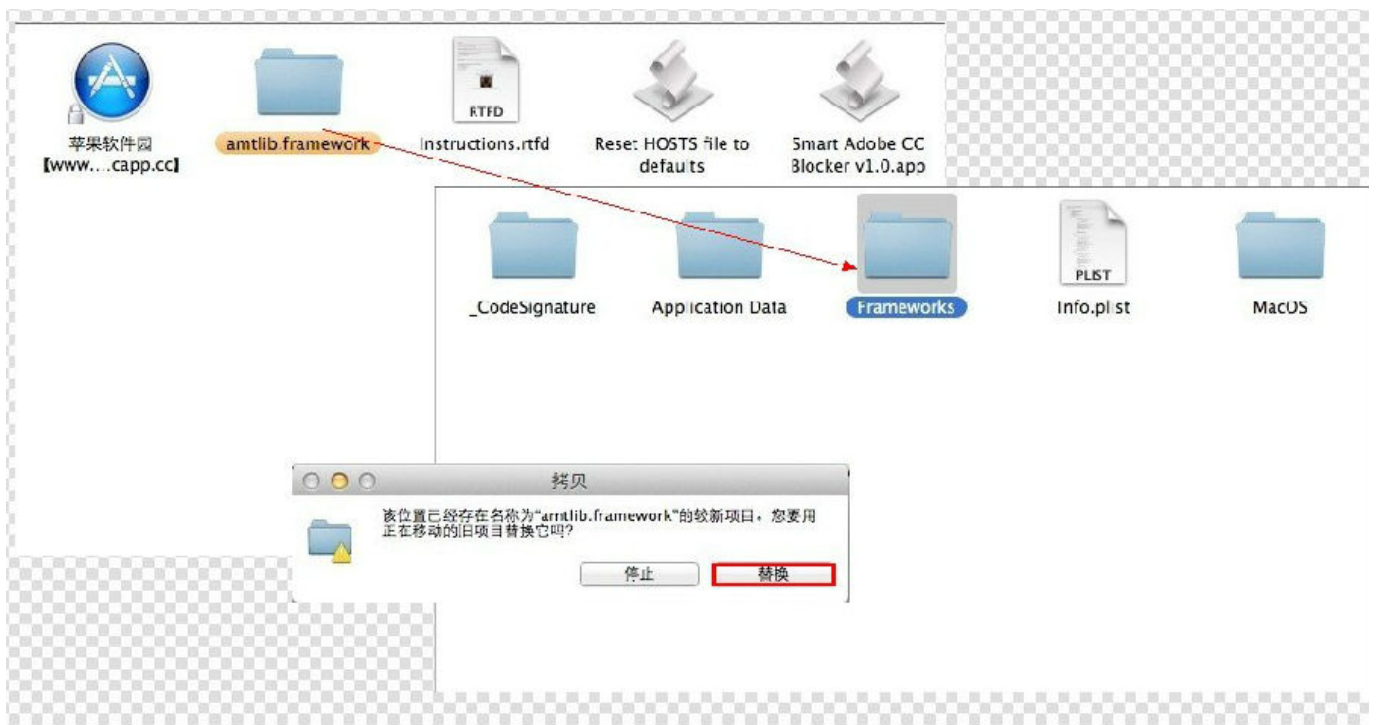 RTFD
苹果软件园
【www....capp.cc】
amtlib.framework
Instructions.rtfd
Reset HOSTS file to
defaults
Smart Adobe CC
Blocker v1.0.app
PLIST
_CodeSignature
Application Data
Frameworks
Info.plist
MacOS
拷贝
该位置已经存在名称为“amtlib.framework”的较新项目。您要用
正在移动的旧项目替换它吗?
停止
替换